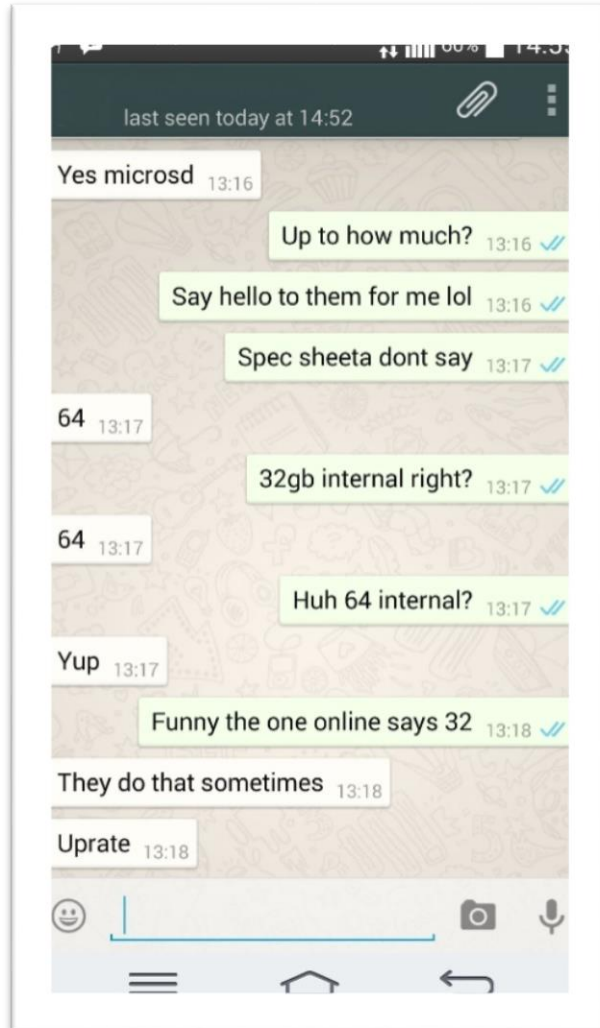 last seen today at 14:52
Yes microsd 13:16
Up to how much? 13:16
Say hello to them for me lol 13:16
Spec sheeta dont say 13:17
64 13:17
32gb internal right? 13:17
64 13:17
Huh 64 internal? 13:17
Yup 13:17
Funny the one online says 32 13:18
They do that sometimes 13:18
Uprate 13:18